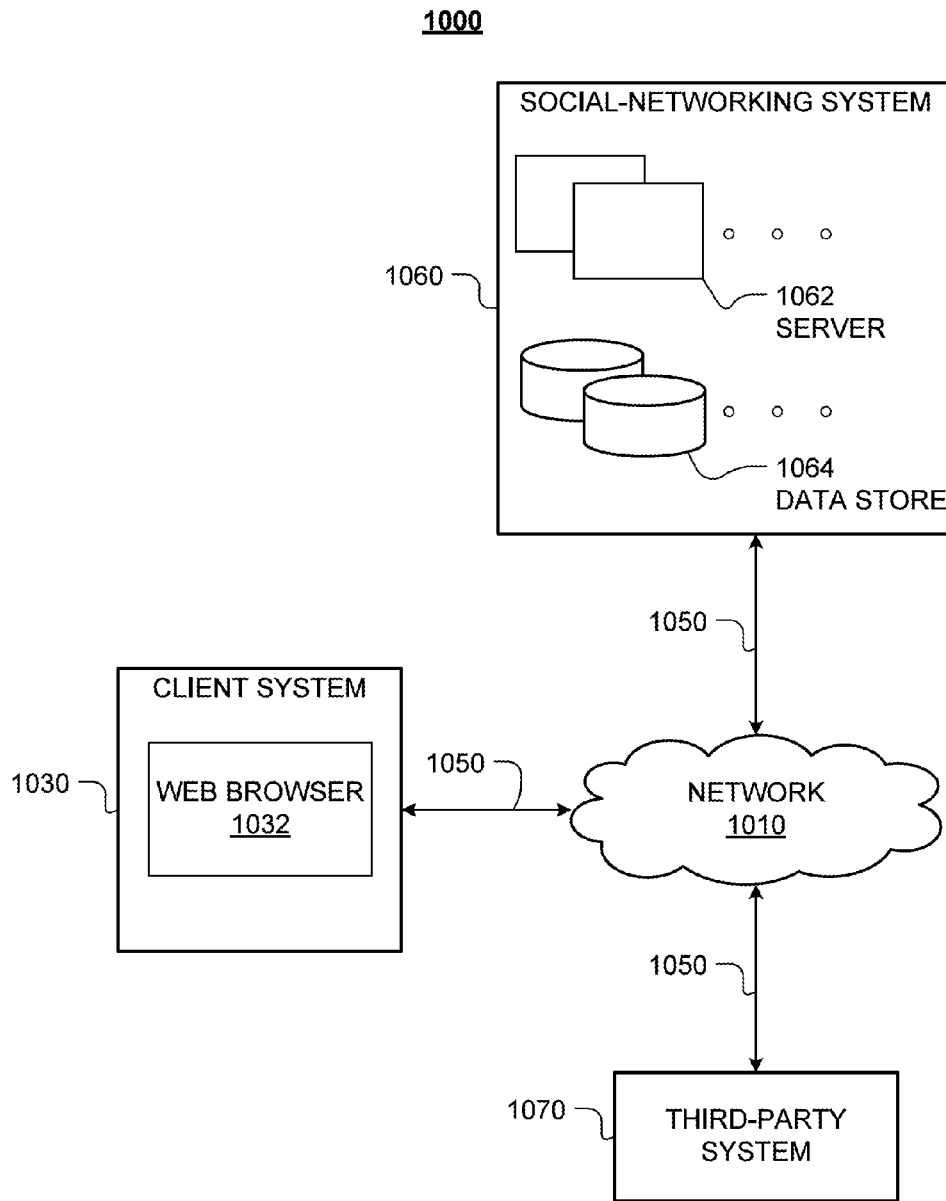 1000
SOCIAL-NETWORKING SYSTEM
1060
1062
SERVER
1064
DATA STORE
1050
CLIENT SYSTEM
1030
WEB BROWSER
1032
1050
NETWORK
1010
1050
1070
THIRD-PARTY
SYSTEM